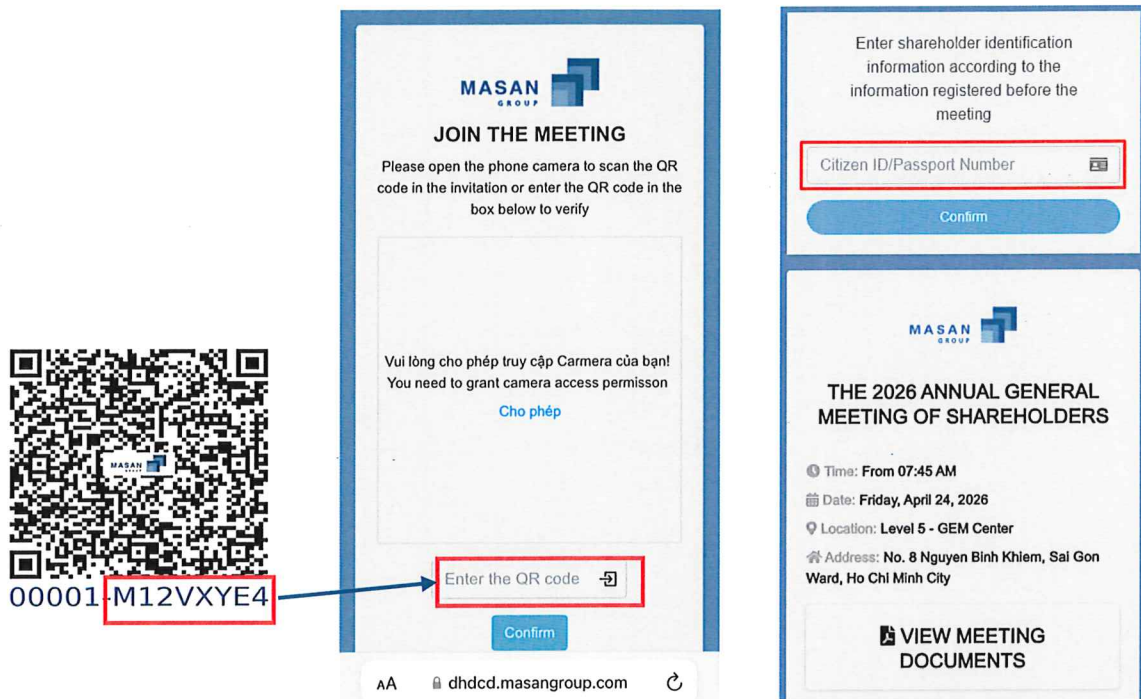 MASAN
GROUP
JOIN THE MEETING
Please open the phone camera to scan the QR
code in the invitation or enter the QR code in the
box below to verify
Vui lòng cho phép truy cập Carmera của bạn!
You need to grant camera access permisson
Cho phép
Enter the QR code
Confirm
AA dhdcd.masangroup.com
MASAN
GROUP
00001-M12VXYE4
Enter shareholder identification
information according to the
information registered before the
meeting
Citizen ID/Passport Number
Confirm
MASAN
GROUP
THE 2026 ANNUAL GENERAL
MEETING OF SHAREHOLDERS
Time: From 07:45 AM
Date: Friday, April 24, 2026
Location: Level 5 - GEM Center
Address: No. 8 Nguyen Binh Khiem, Sai Gon
Ward, Ho Chi Minh City
VIEW MEETING
DOCUMENTS